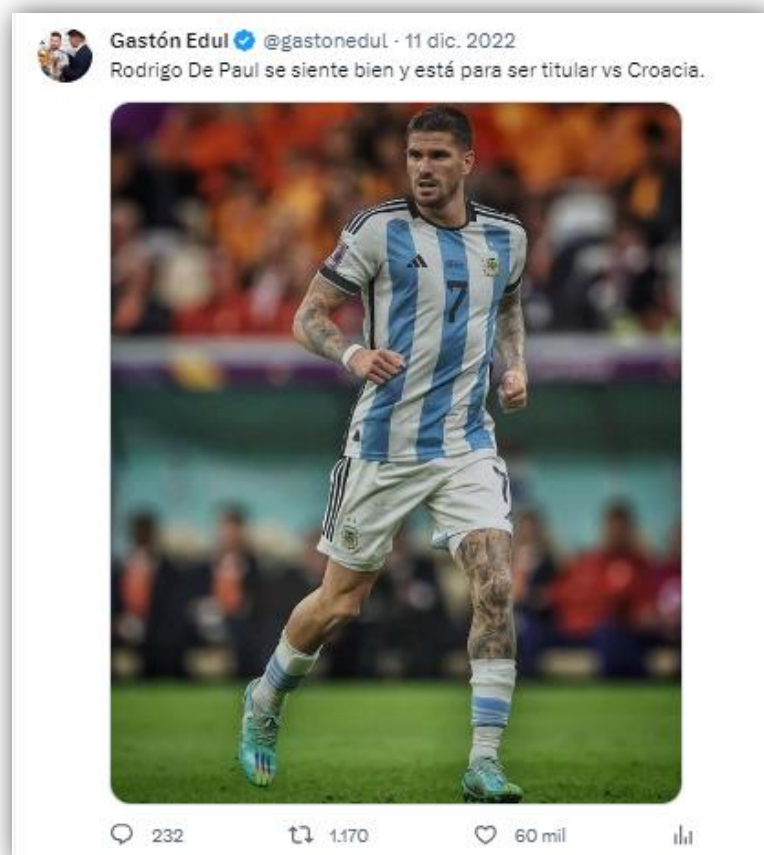 Gastón Edul @gastonedul · 11 dic. 2022
Rodrigo De Paul se siente bien y está para ser titular vs Croacia.
7
7
232 1.170 60 mil